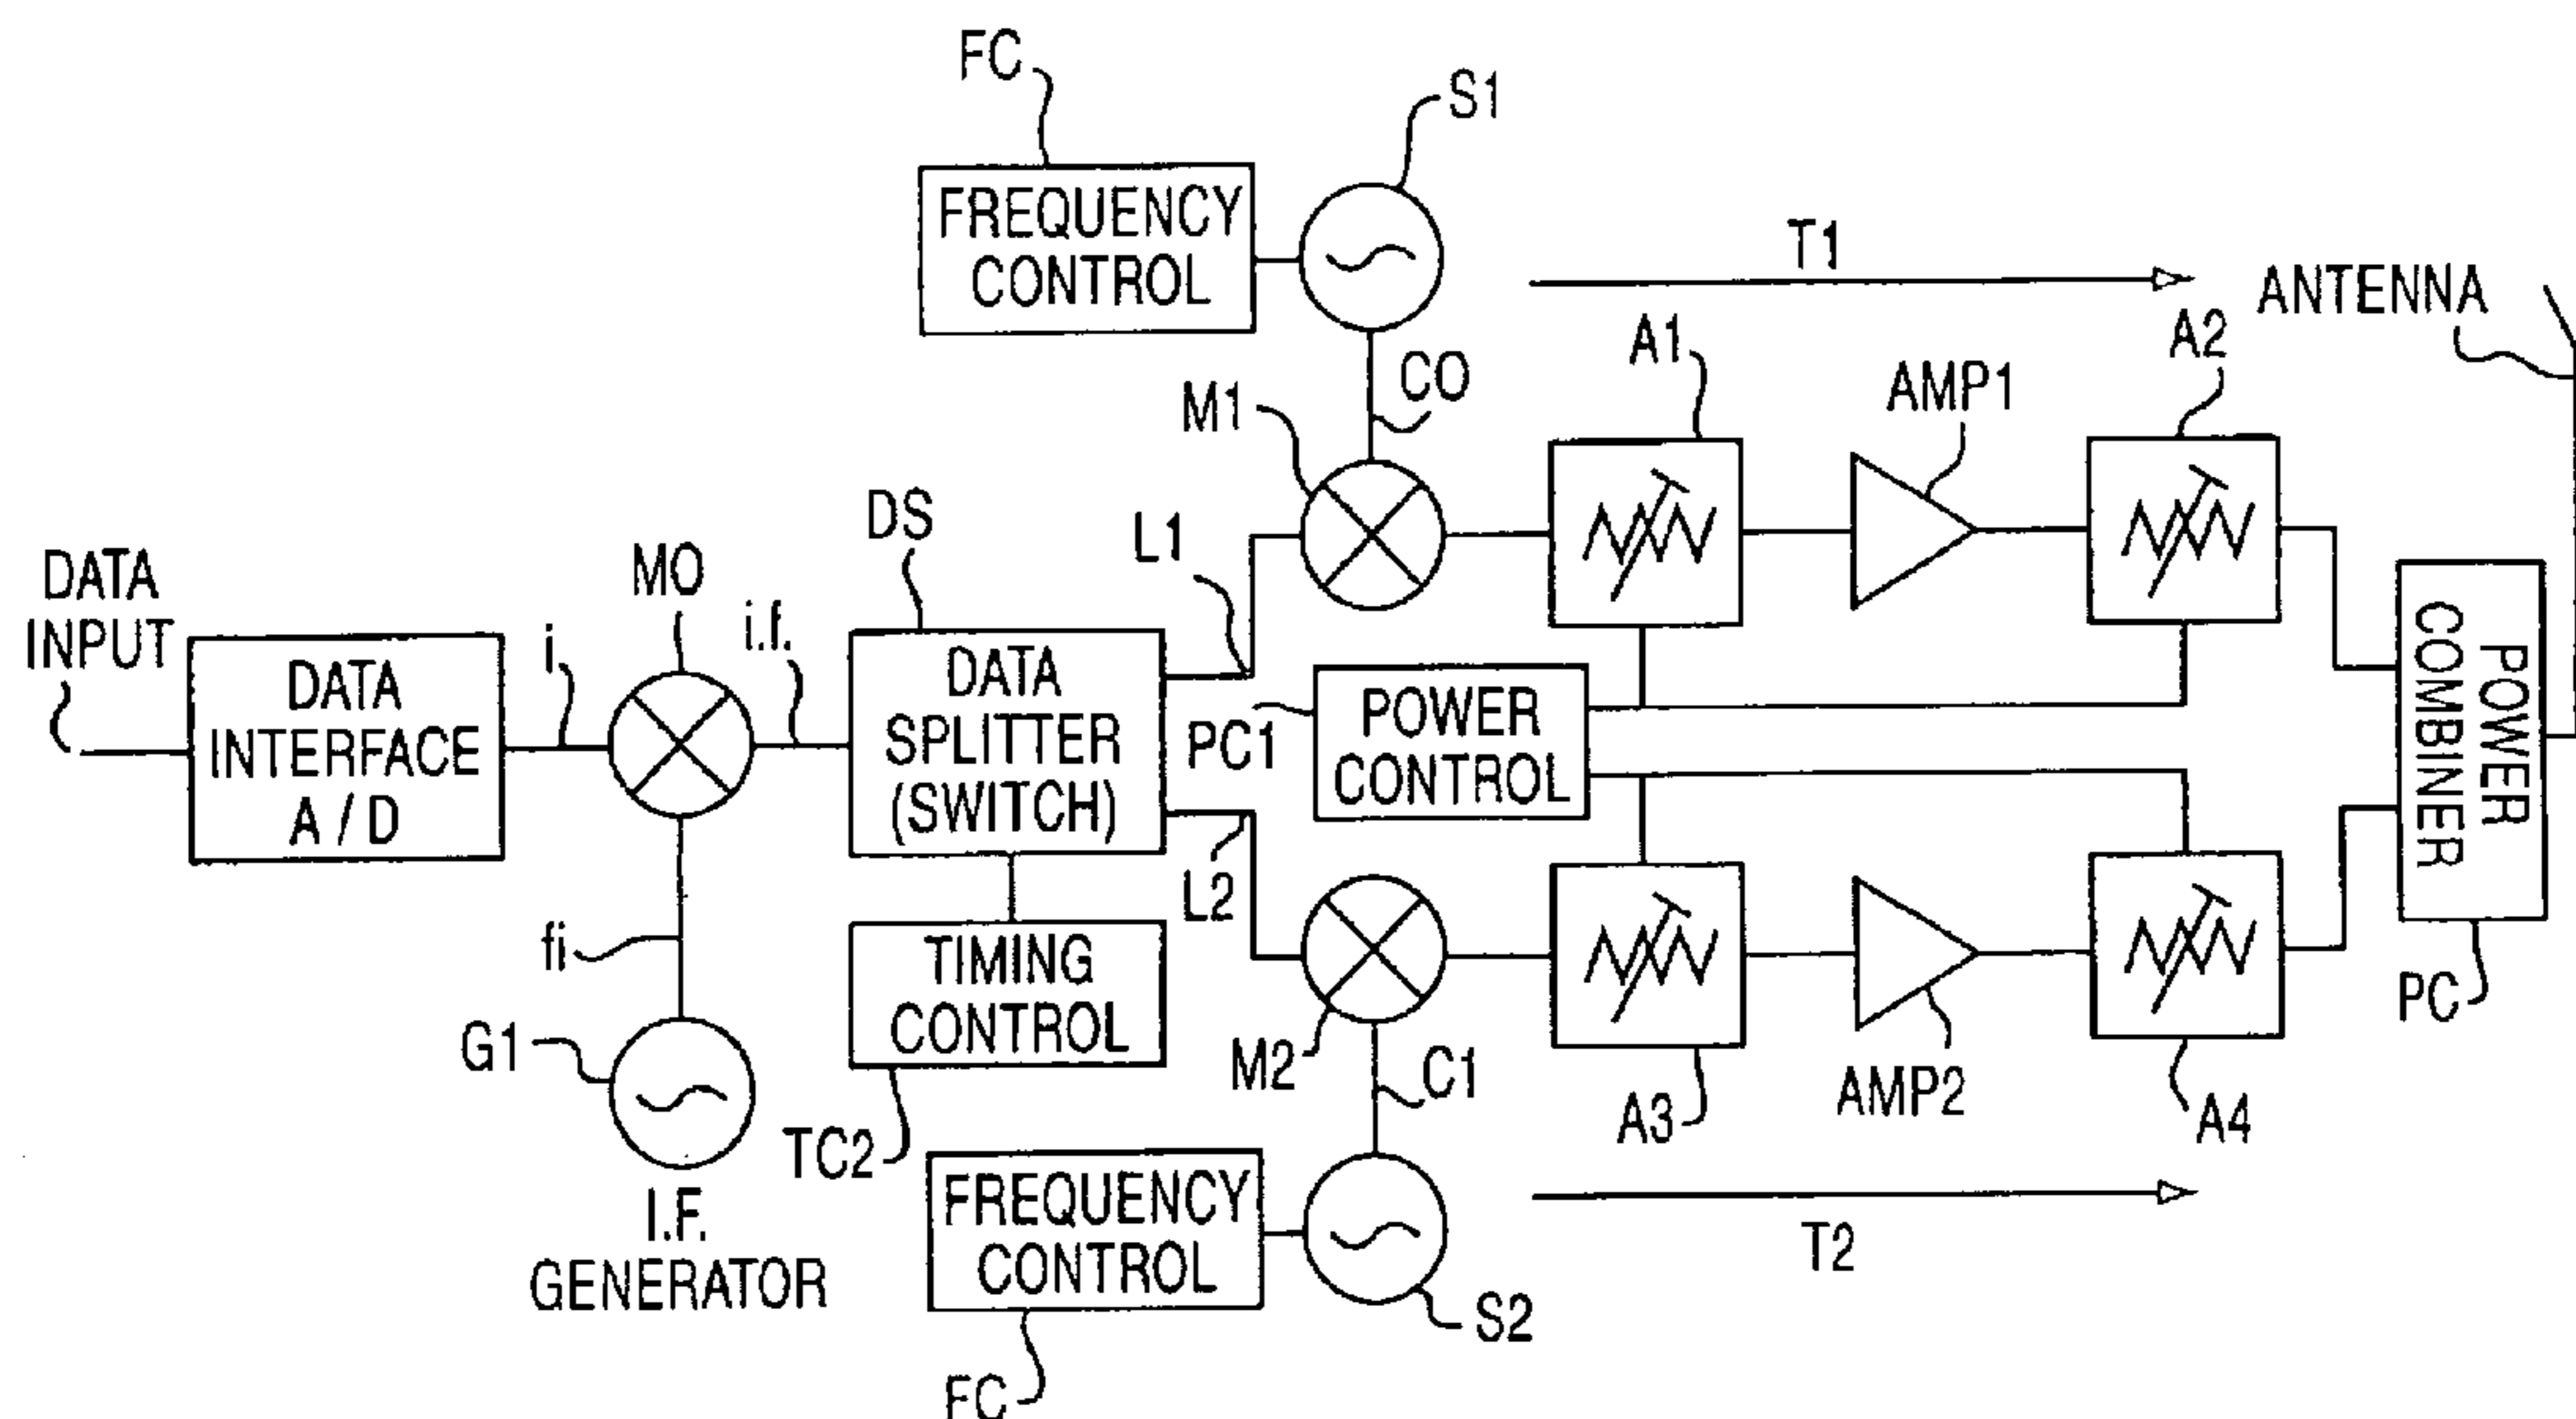 FC
S1
FREQUENCY
CONTROL
T1
ANTENNA
A1
A2
CO
M1
AMP1
DS
L1
MO
DATA
INPUT
i
i.f.
DATA
INTERFACE
A / D
DATA
SPLITTER
(SWITCH)
PC1
POWER
CONTROL
POWER
COMBINER
L2
fi
TIMING
CONTROL
PC
G1
M2
C1
AMP2
A3
A4
TC2
I.F.
GENERATOR
FREQUENCY
CONTROL
T2
S2
FC